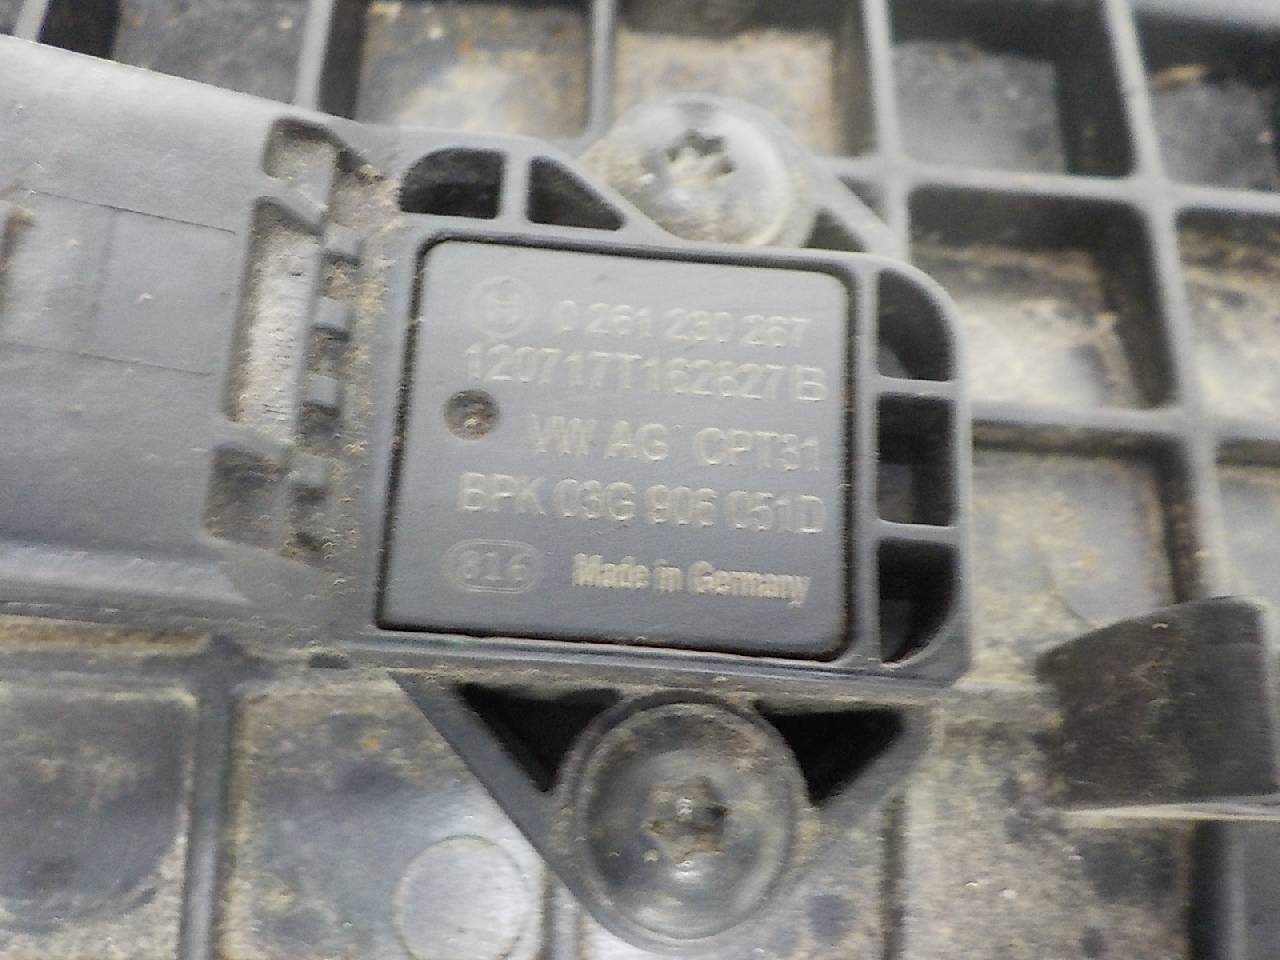 0 261 230 267
120717T162827B
VW AG CPT31
BPK 03G 906 051D
816 Made in Germany